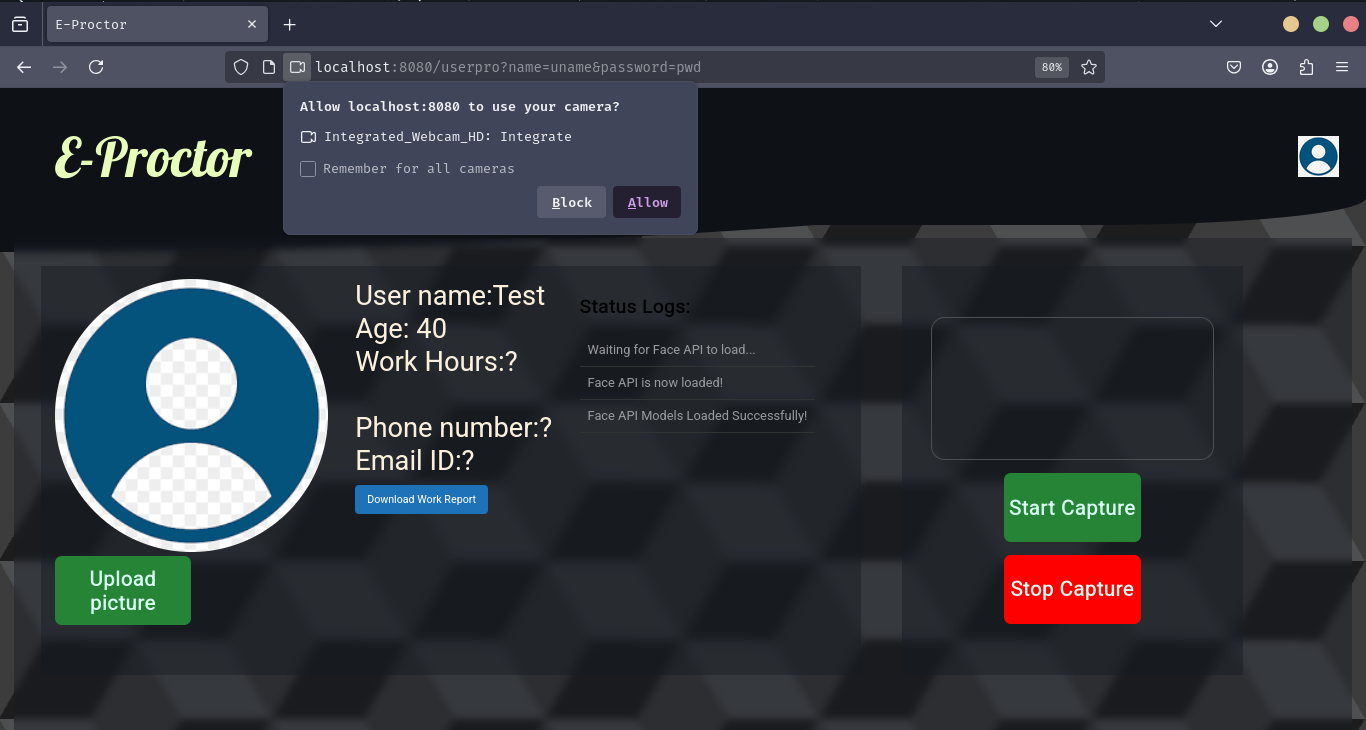 E-Proctor
localhost:8080/userpro?name=uname&password=pwd
80%
Allow localhost:8080 to use your camera?
Integrated_Webcam_HD: Integrate
Remember for all cameras
Block
Allow
E-Proctor
User name:Test
Age: 40
Work Hours:?
Phone number:?
Email ID:?
Download Work Report
Upload
picture
Status Logs:
Waiting for Face API to load...
Face API is now loaded!
Face API Models Loaded Successfully!
Start Capture
Stop Capture